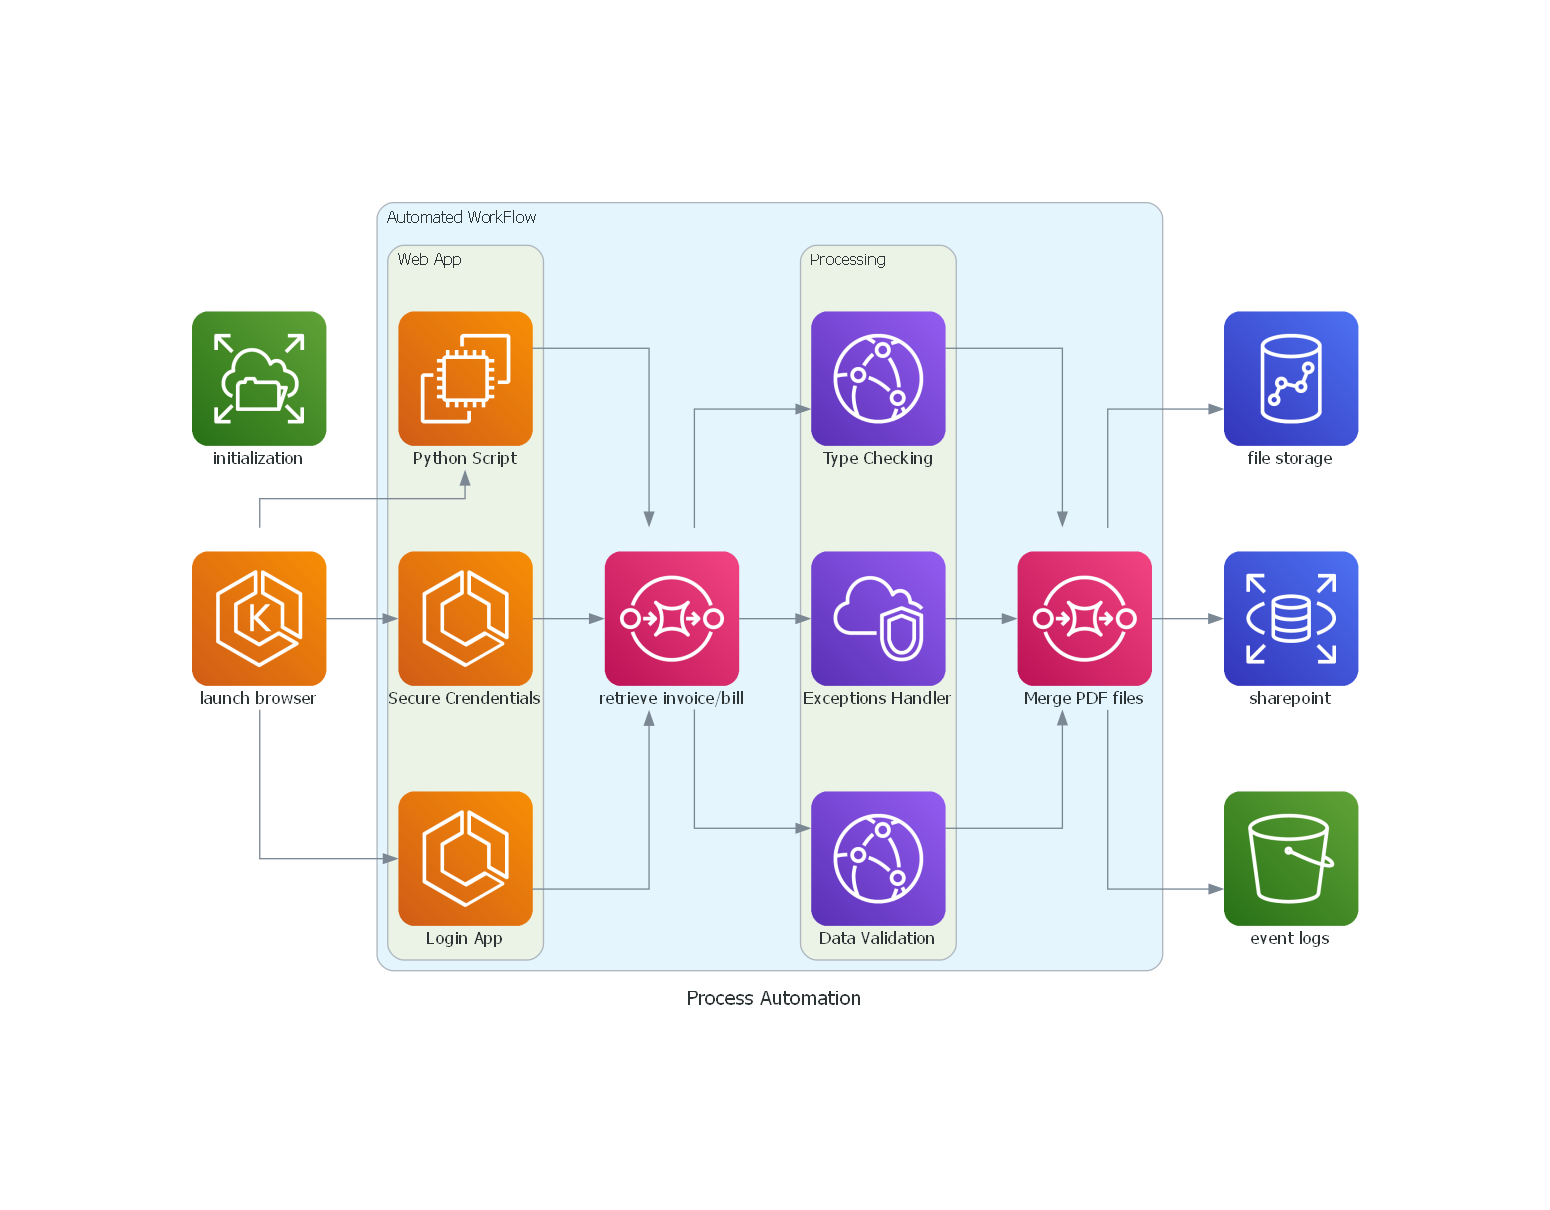 Automated WorkFlow
Web App
Processing
initialization
Python Script
Type Checking
file storage
K
launch browser
Secure Crendentials
retrieve invoice/bill
Exceptions Handler
Merge PDF files
sharepoint
Login App
Data Validation
event logs
Process Automation